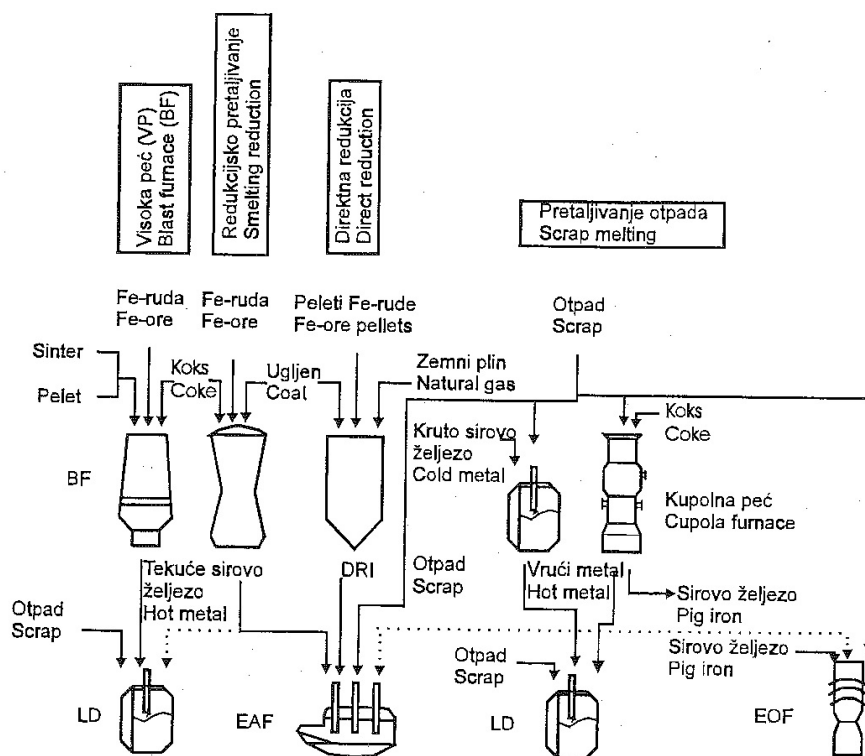 Visoka peć (VP)
Blast furnace (BF)
Redukcijsko pretaljivanje
Smelting reduction
Direktna redukcija
Direct reduction
Pretaljivanje otpada
Scrap melting
Fe-ruda
Fe-ore
Fe-ruda
Fe-ore
Peleti Fe-rude
Fe-ore pellets
Otpad
Scrap
Sinter
Pelet
Koks
Coke
Ugljen
Coal
Zemni plin
Natural gas
Kruto sirovo
željezo
Cold metal
Koks
Coke
BF
Kupolna peć
Cupola furnace
Tekuće sirovo
željezo
Hot metal
DRI
Otpad
Scrap
Vrući metal
Hot metal
Sirovo željezo
Pig iron
Otpad
Scrap
Otpad
Scrap
Sirovo željezo
Pig iron
LD
EAF
LD
EOF